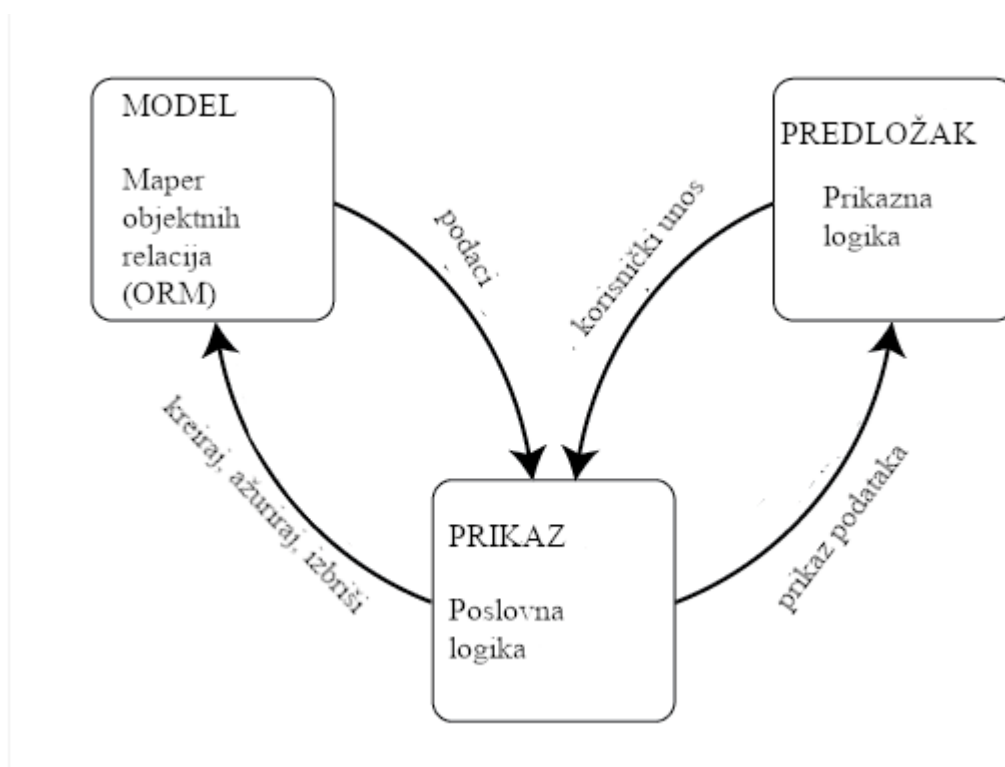 MODEL
Maper
objektnih
relacija
(ORM)
podaci
korisnički unos
PREDLOŽAK
Prikazna
logika
kreiraj, ažuriraj, izbriši
PRIKAZ
Poslovna
logika
prikaz podataka